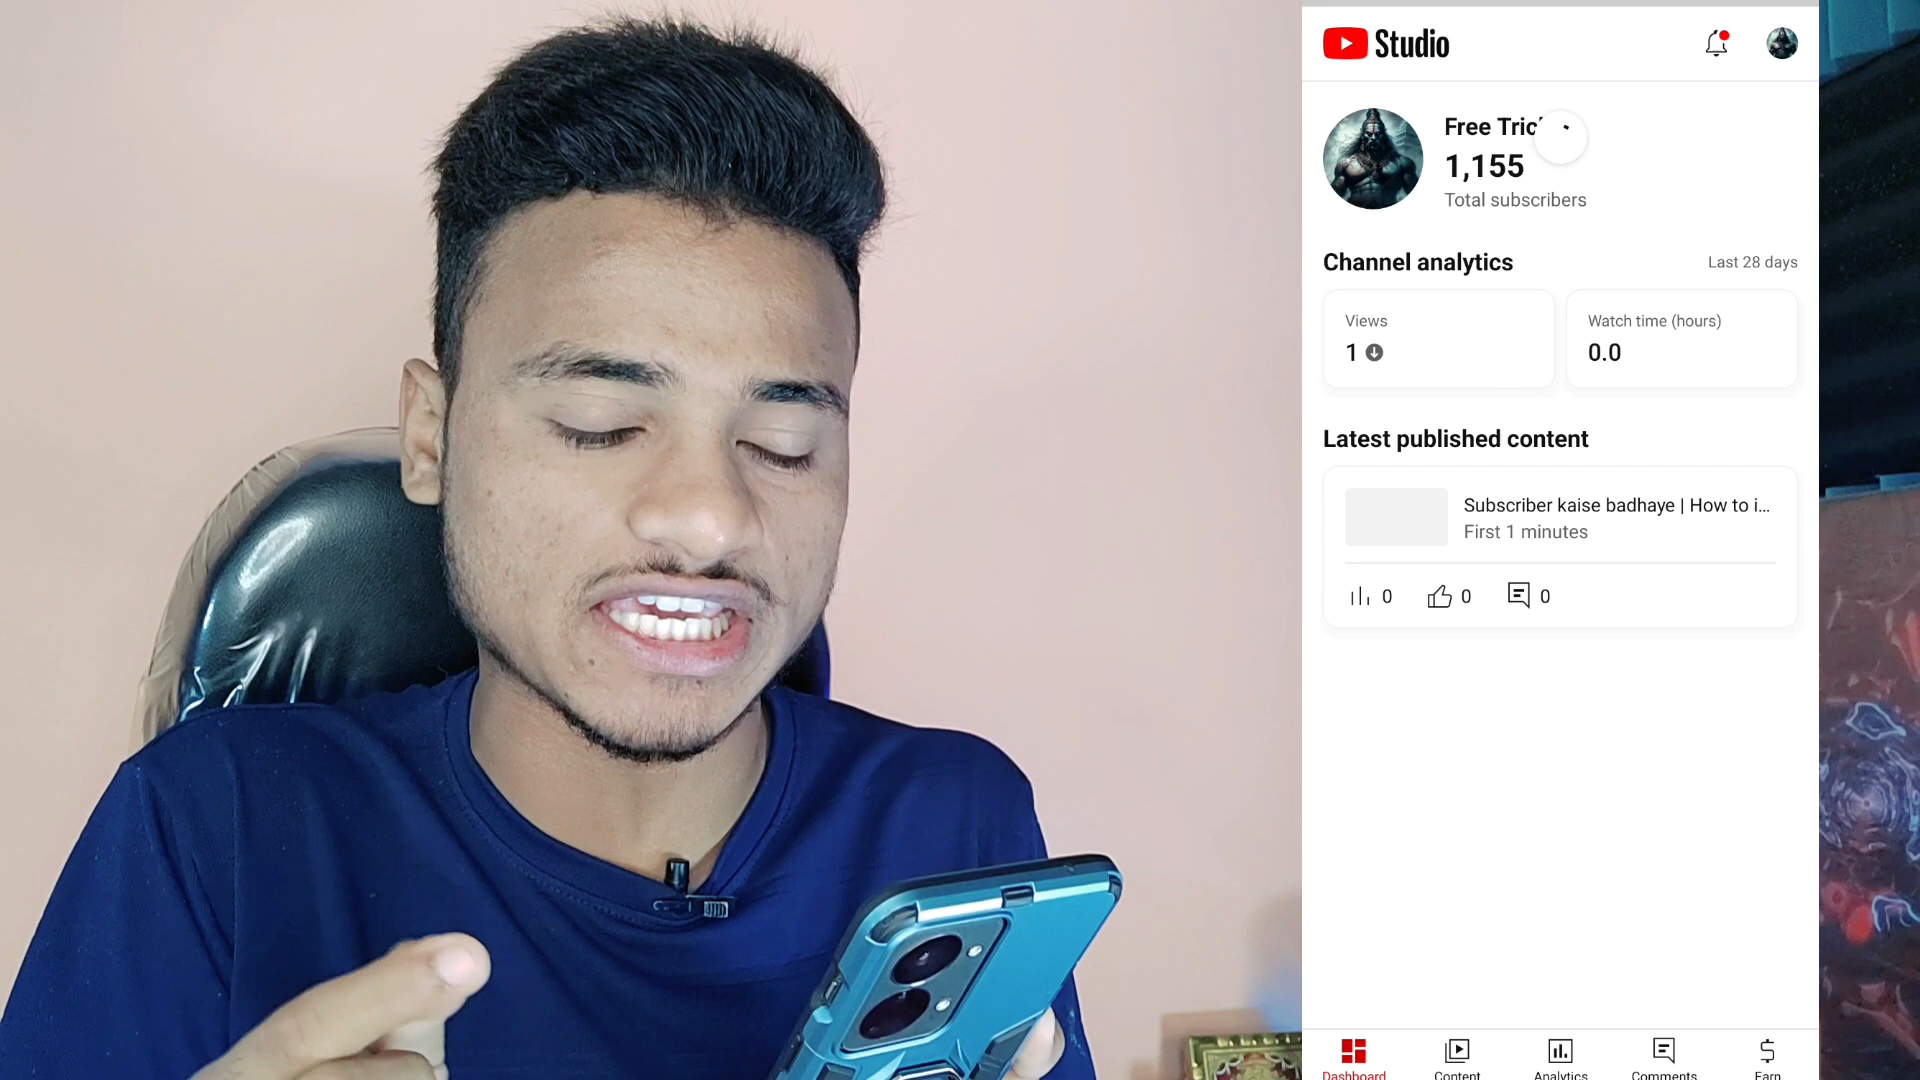 Studio
Free Tric
1,155
Total subscribers
Channel analytics
Last 28 days
Views
1
Watch time (hours)
0.0
Latest published content
Subscriber kaise badhaye | How to i...
First 1 minutes
0
0
0
Dashboard
Content
Analytics
Comments
Earn